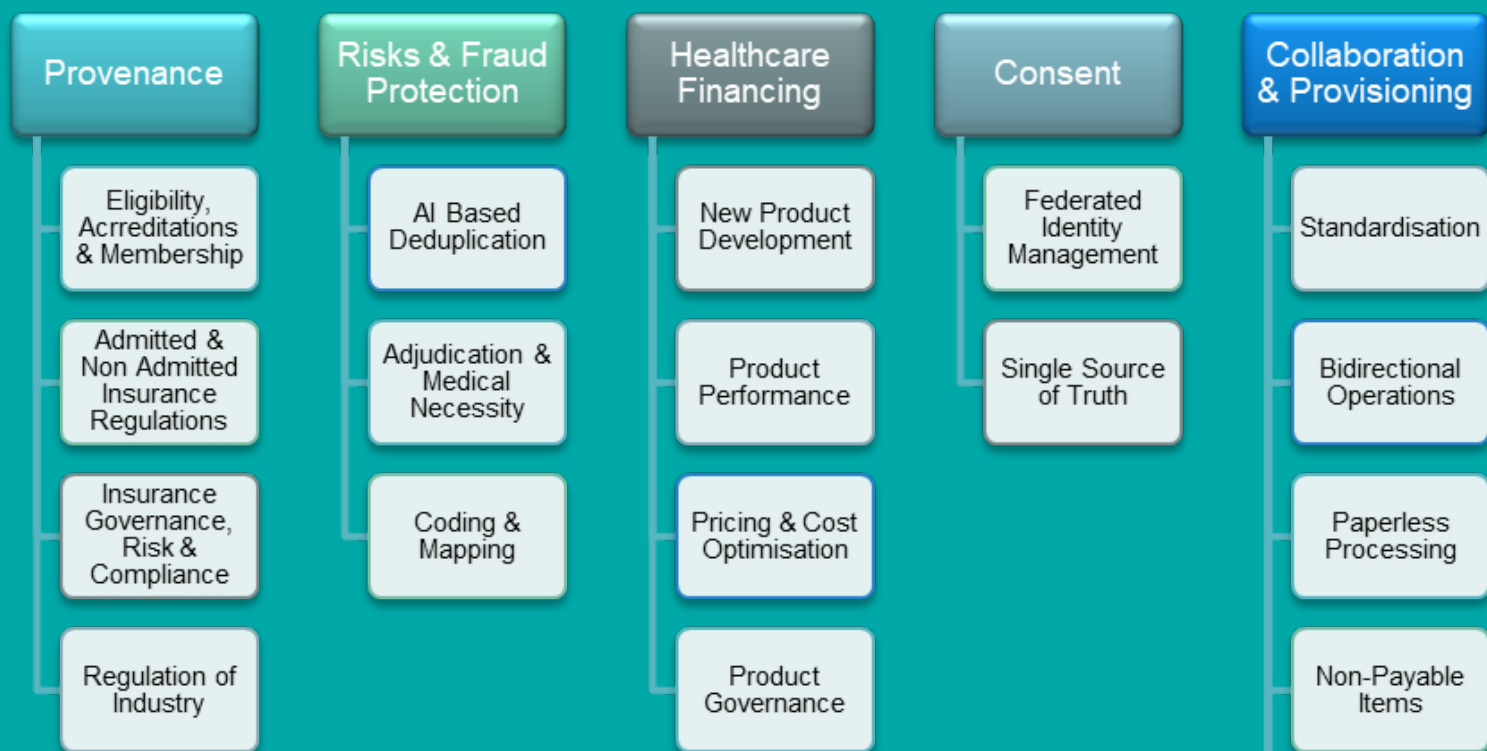 Provenance
Eligibility,
Acrreditations
& Membership
Admitted &
Non Admitted
Insurance
Regulations
Insurance
Governance,
Risk &
Compliance
Regulation of
Industry
Risks & Fraud
Protection
AI Based
Deduplication
Adjudication &
Medical
Necessity
Coding &
Mapping
Healthcare
Financing
New Product
Development
Product
Performance
Pricing & Cost
Optimisation
Product
Governance
Consent
Federated
Identity
Management
Single Source
of Truth
Collaboration
& Provisioning
Standardisation
Bidirectional
Operations
Paperless
Processing
Non-Payable
Items